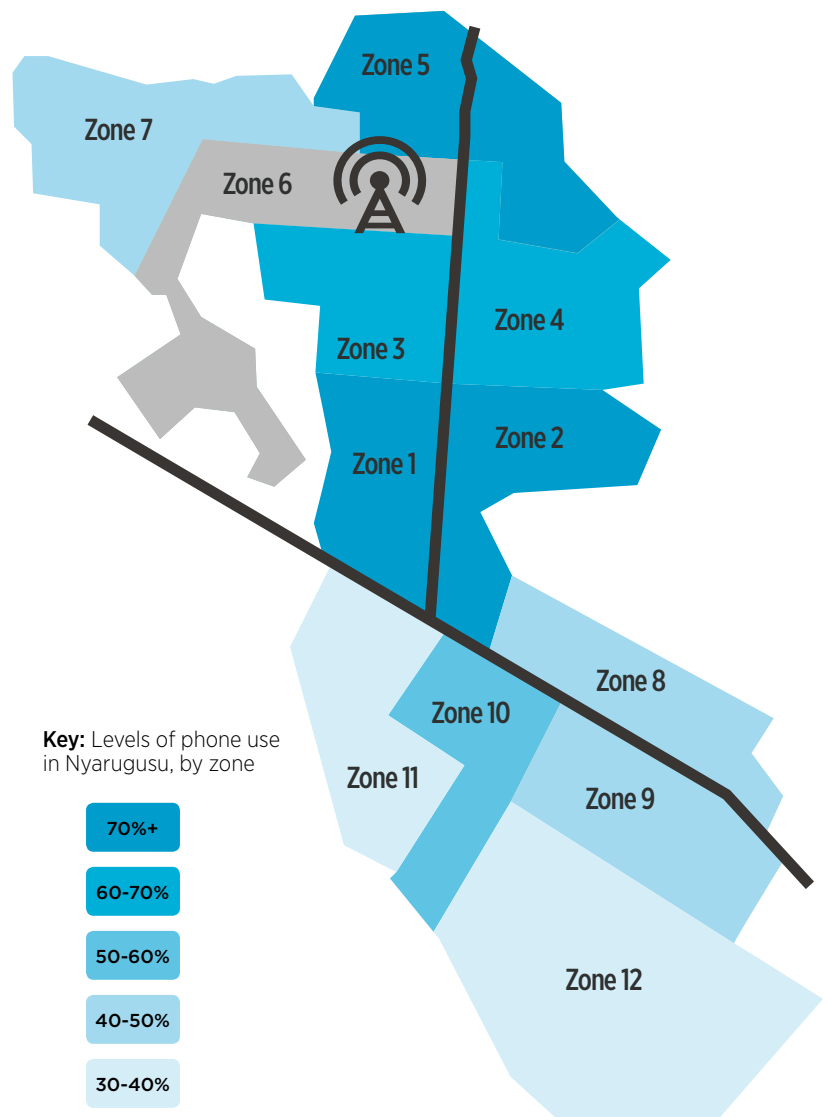 Zone 5
Zone 7
Zone 6
Zone 4
Zone 3
Zone 2
Zone 1
Zone 8
Zone 10
Zone 11
Zone 9
Zone 12
Key: Levels of phone use
in Nyarugusu, by zone
70%+
60-70%
50-60%
40-50%
30-40%